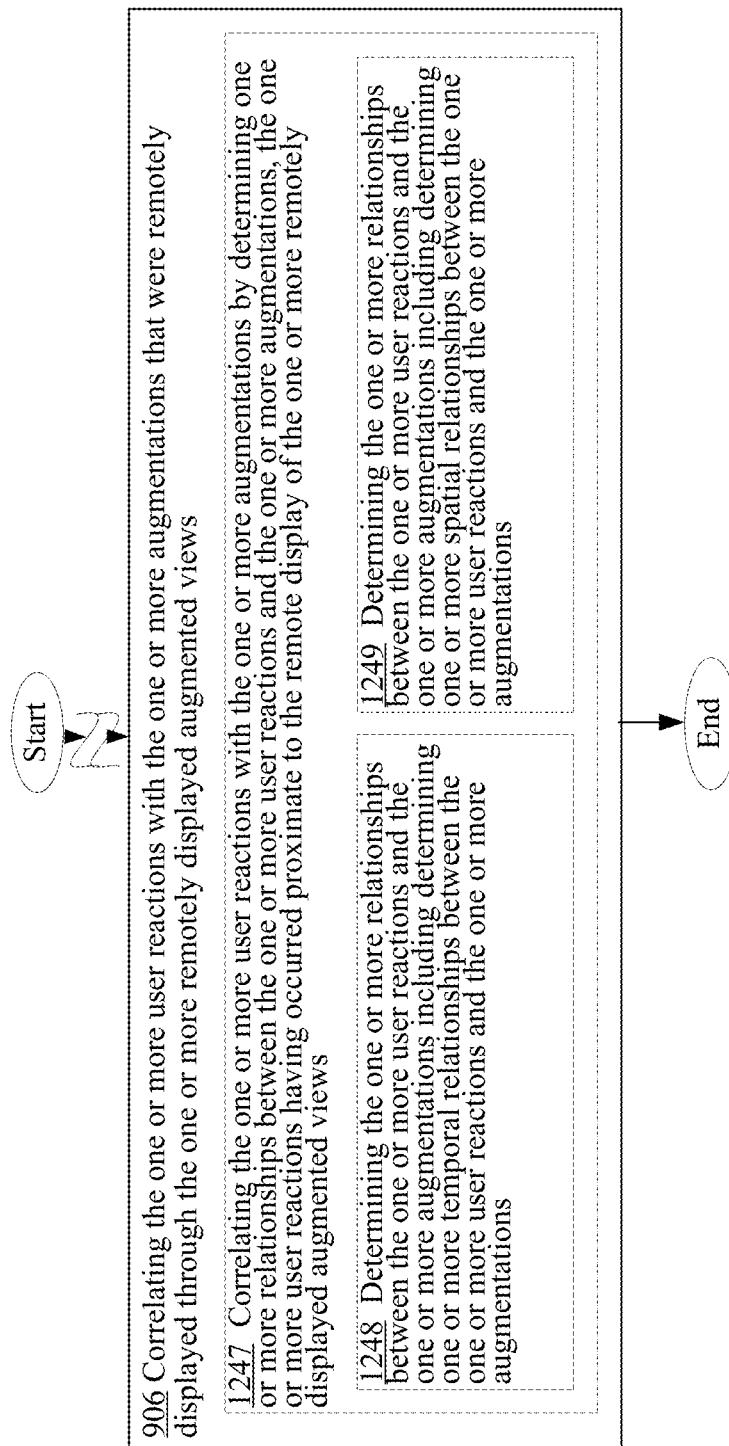 Start
906 Correlating the one or more user reactions with the one or more augmentations that were remotely
displayed through the one or more remotely displayed augmented views
1247 Correlating the one or more user reactions with the one or more augmentations by determining one
or more relationships between the one or more user reactions and the one or more augmentations, the one
or more user reactions having occurred proximate to the remote display of the one or more remotely
displayed augmented views
1248 Determining the one or more relationships
between the one or more user reactions and the
one or more augmentations including determining
one or more temporal relationships between the
one or more user reactions and the one or more
augmentations
1249 Determining the one or more relationships
between the one or more user reactions and the
one or more augmentations including determining
one or more spatial relationships between the one
or more user reactions and the one or more
augmentations
End